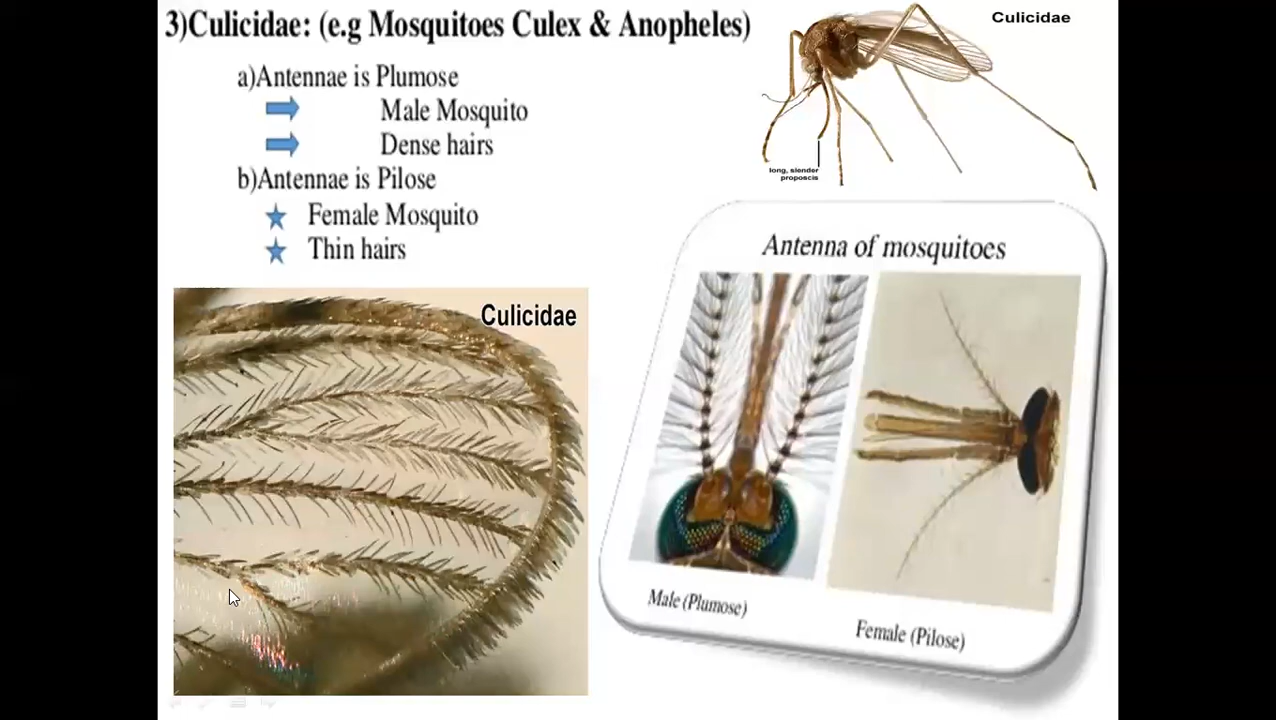 3)Culicidae: (e.g Mosquitoes Culex & Anopheles)
a)Antennae is Plumose
Male Mosquito
Dense hairs
b)Antennae is Pilose
Female Mosquito
Thin hairs
Culicidae
long, slender
proposcis
Culicidae
Antenna of mosquitoes
Male (Plumose)
Female (Pilose)